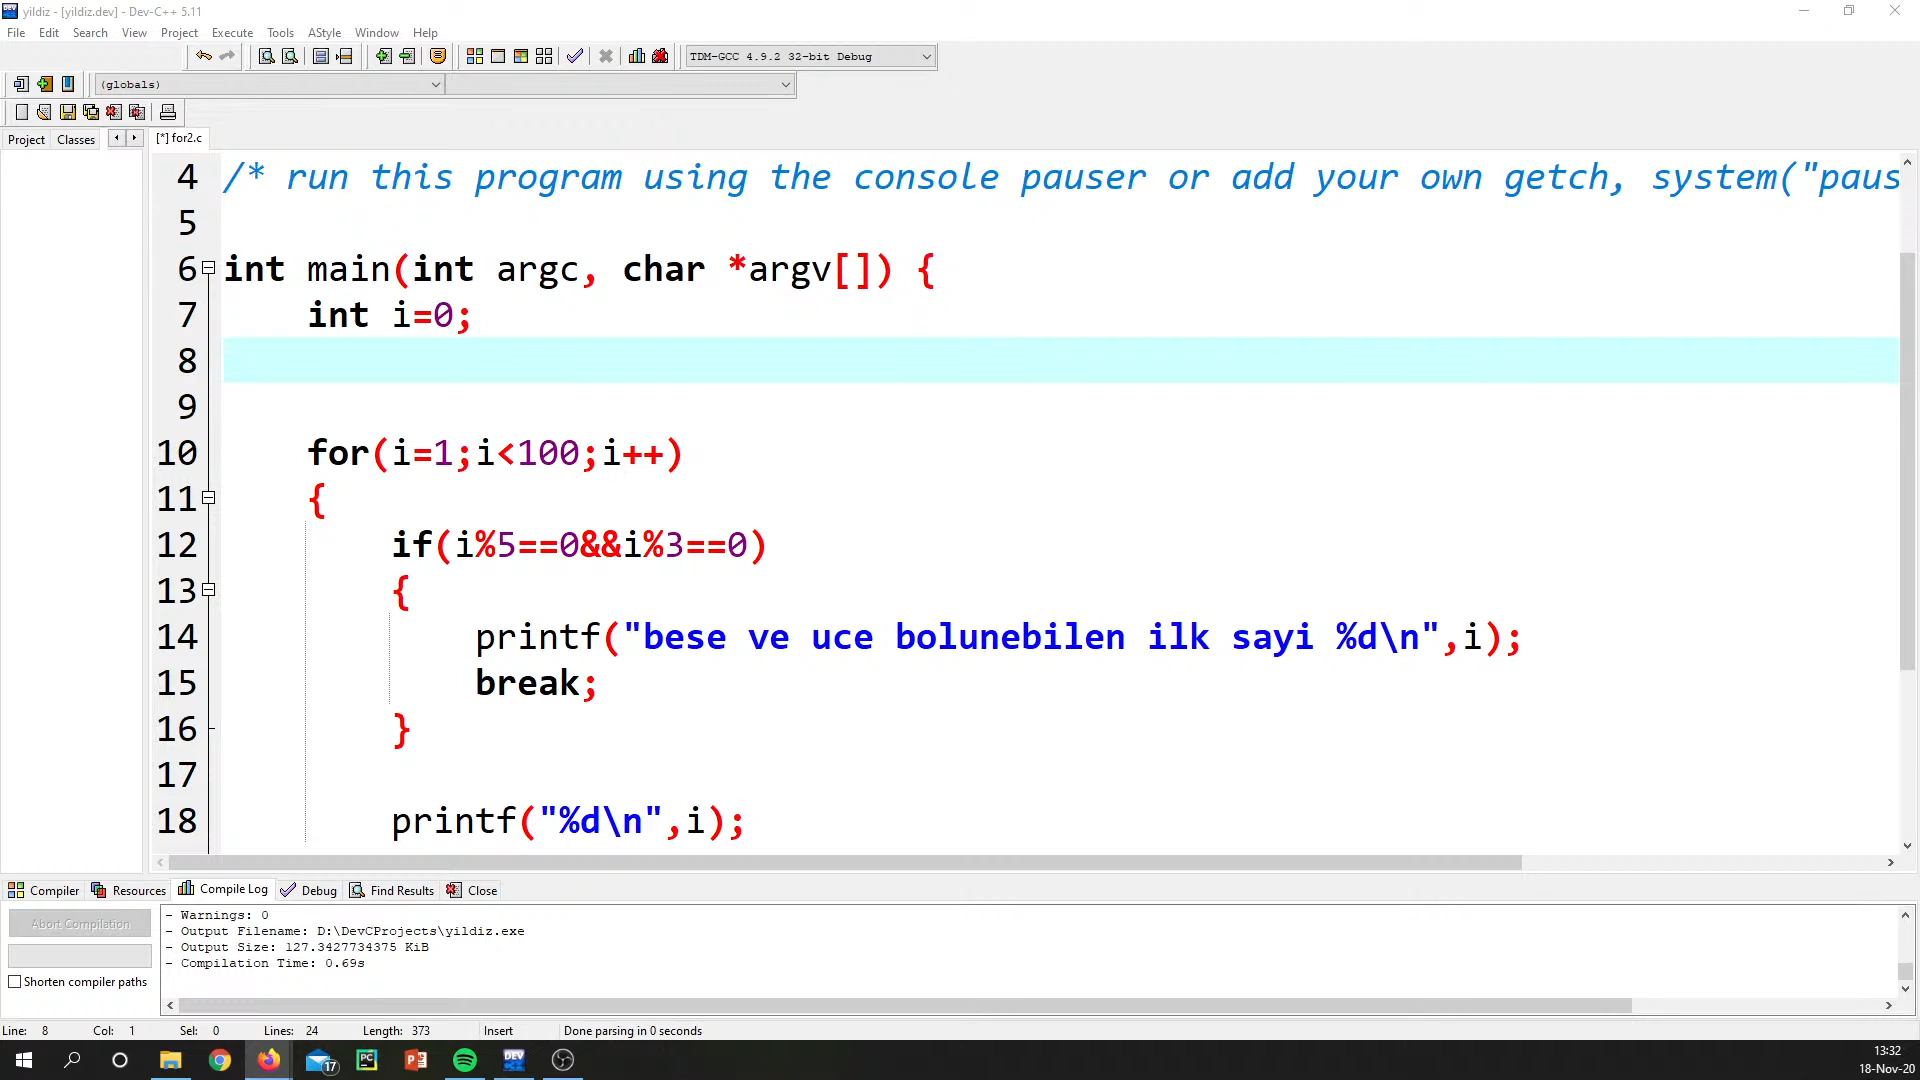 yildiz - [yildiz.dev] - Dev-C++ 5.11
File Edit Search View Project Execute Tools AStyle Window Help
TDM-GCC 4.9.2 32-bit Debug
(globals)
Project Classes [*] for2.c
4 /* run this program using the console pauser or add your own getch, system("paus
5
6 int main(int argc, char *argv[]) {
7 int i=0;
8
9
10 for(i=1;i<100;i++)
11 {
12 if(i%5==0&&i%3==0)
13 {
14 printf("bese ve uce bolunebilen ilk sayi %d\n",i);
15 break;
16 }
17
18 printf("%d\n",i);
Compiler Resources Compile Log Debug Find Results Close
Abort Compilation
Shorten compiler paths
- Warnings: 0
- Output Filename: D:\DevCProjects\yildiz.exe
- Output Size: 127.3427734375 KiB
- Compilation Time: 0.69s
Line: 8 Col: 1 Sel: 0 Lines: 24 Length: 373 Insert Done parsing in 0 seconds
17 PC P DEV
13:32
18-Nov-20